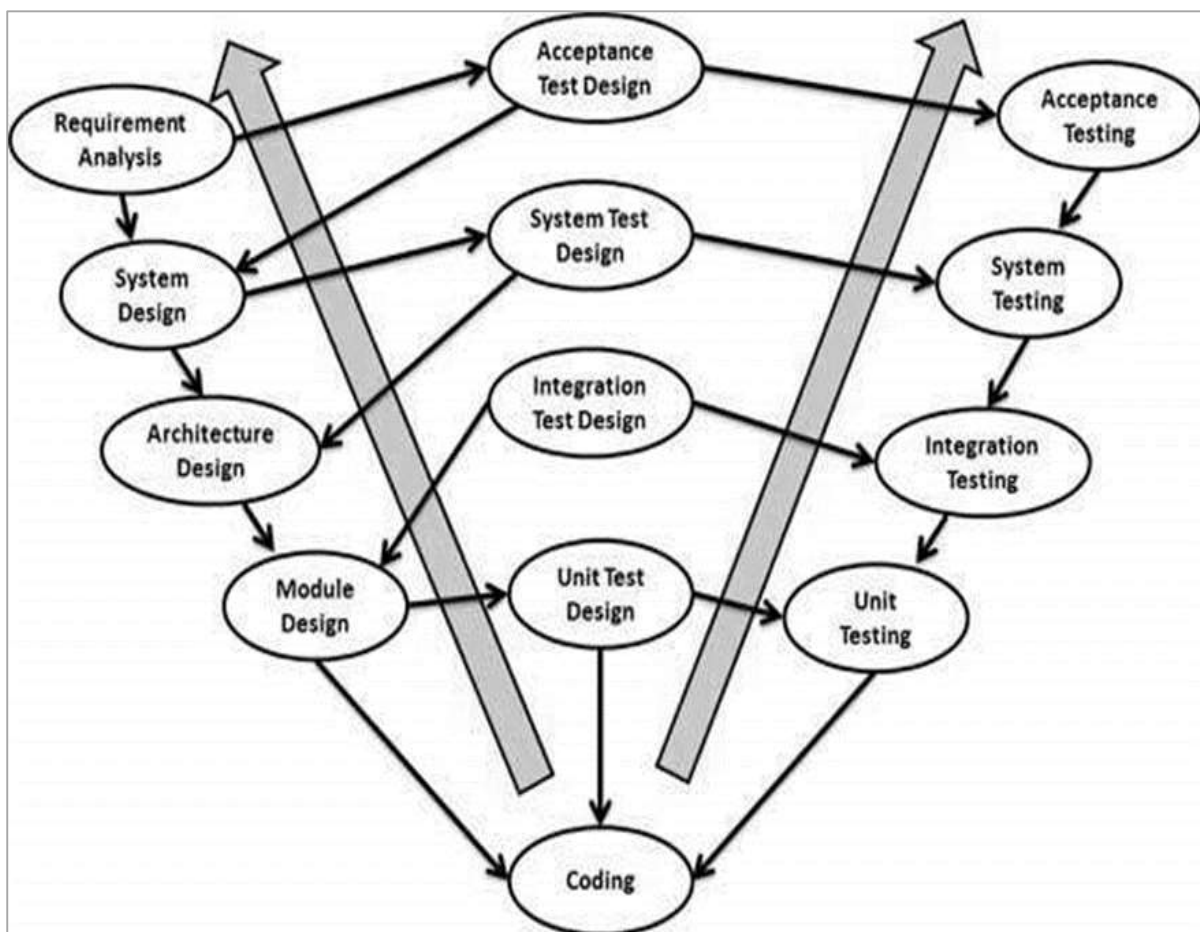 Acceptance
Test Design
Requirement
Analysis
Acceptance
Testing
System Test
Design
System
Design
System
Testing
Integration
Test Design
Architecture
Design
Integration
Testing
Module
Design
Unit Test
Design
Unit
Testing
Coding